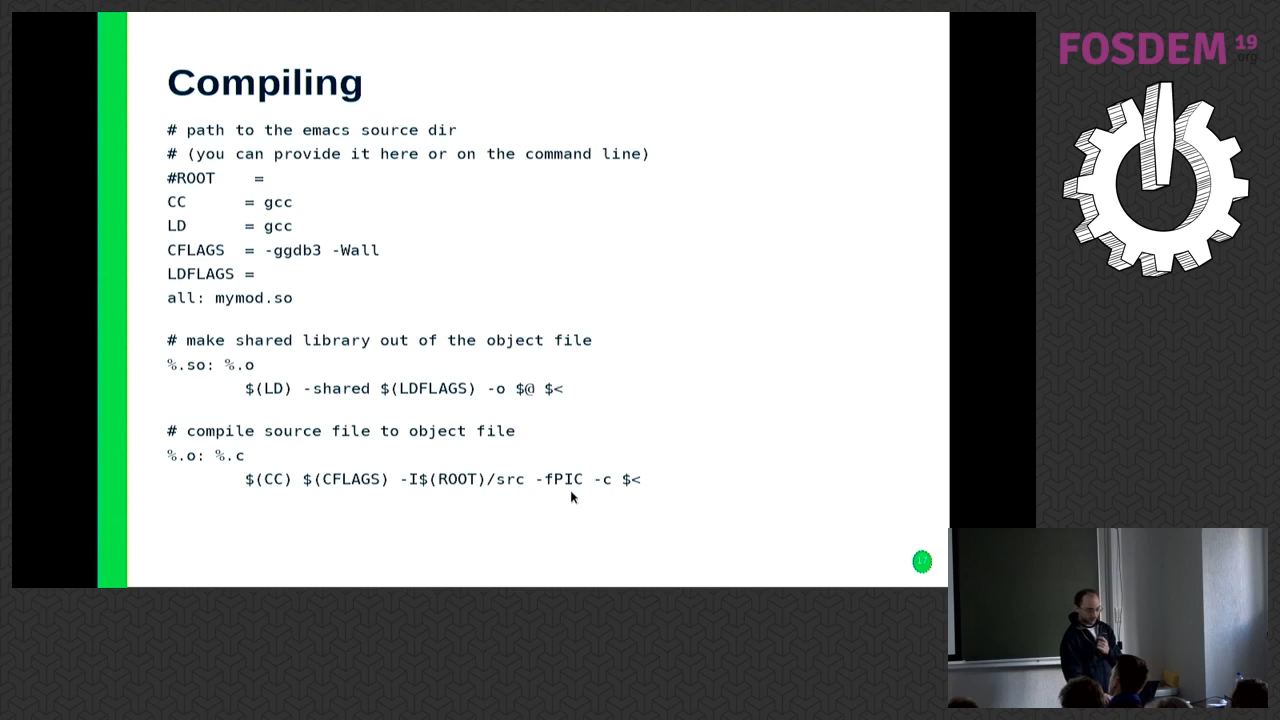 Compiling
# path to the emacs source dir
# (you can provide it here or on the command line)
#ROOT    =
CC      = gcc
LD      = gcc
CFLAGS  = -ggdb3 -Wall
LDFLAGS =
all: mymod.so
# make shared library out of the object file
%.so: %.o
        $(LD) -shared $(LDFLAGS) -o $@ $<
# compile source file to object file
%.o: %.c
        $(CC) $(CFLAGS) -I$(ROOT)/src -fPIC -c $<
17
FOSDEM 19
.org